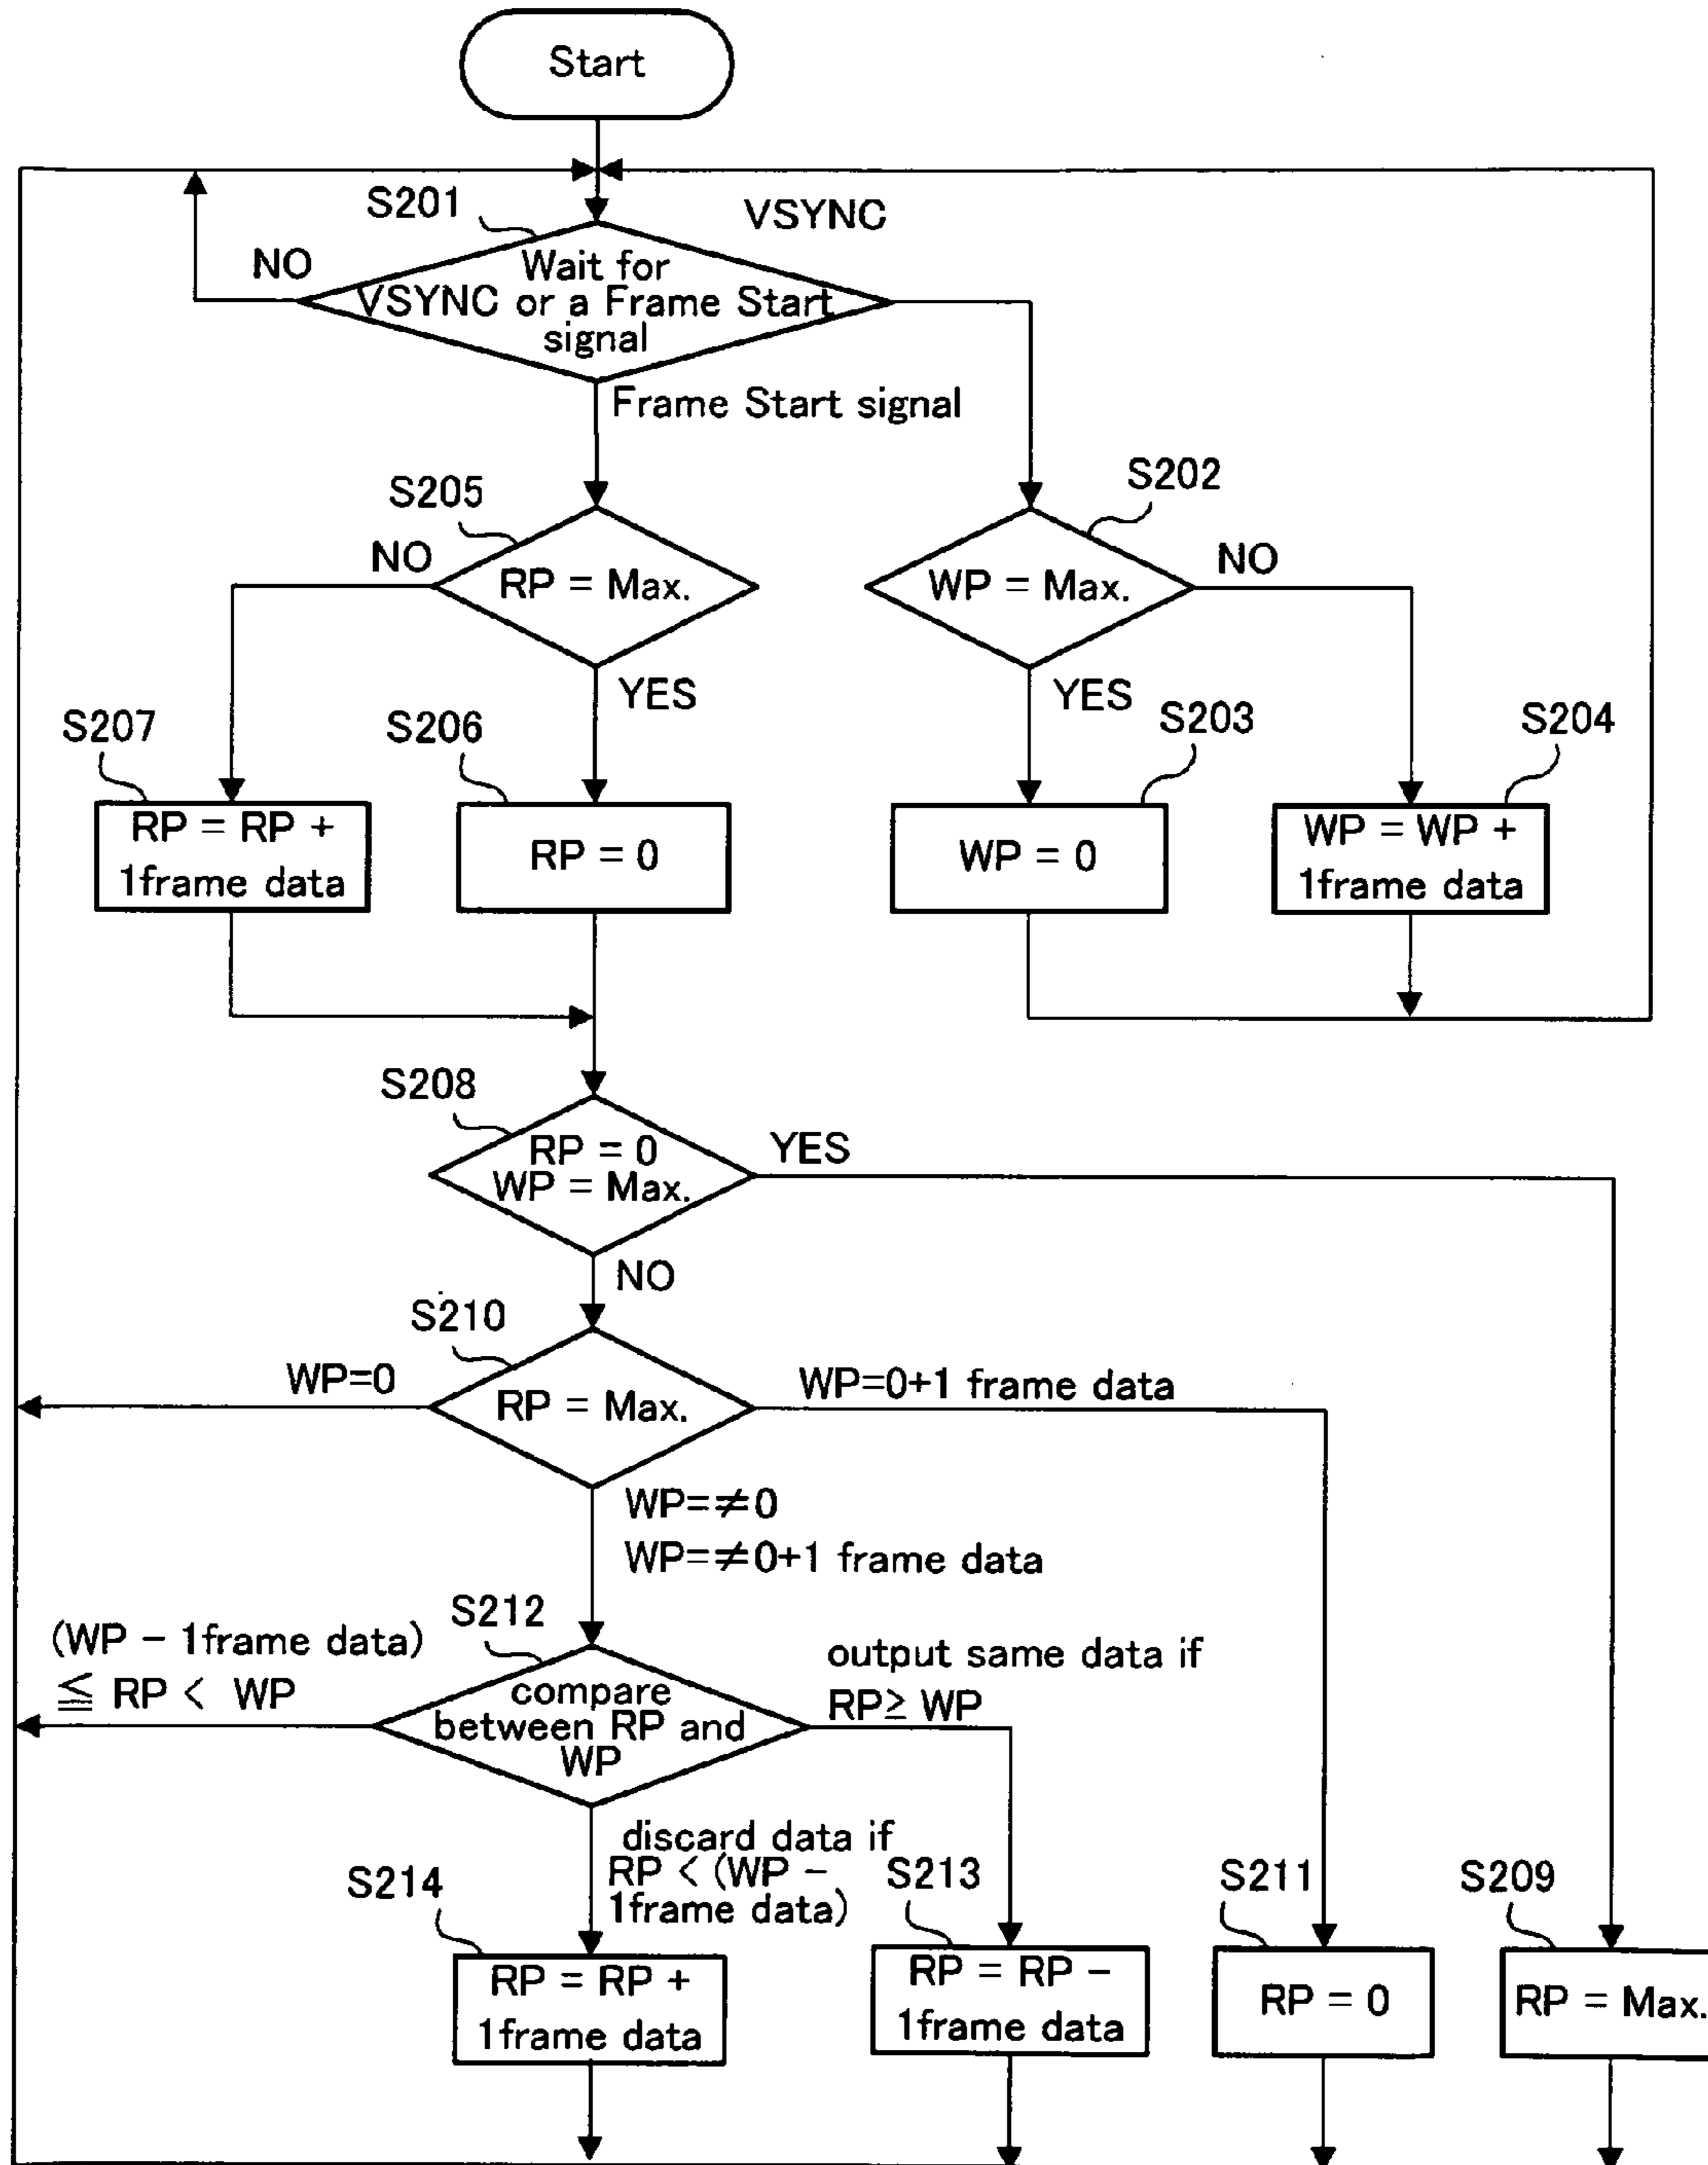 Start
S201
VSYNC
NO
Wait for
VSYNC or a Frame Start
signal
Frame Start signal
S205
S202
NO
RP = Max.
WP = Max.
NO
YES
YES
S207
S206
S203
S204
RP = RP +
1frame data
RP = 0
WP = 0
WP = WP +
1frame data
S208
RP = 0
WP = Max.
YES
NO
S210
WP=0
RP = Max.
WP=0+1 frame data
WP=≠0
WP=≠0+1 frame data
S212
(WP - 1frame data)
≦ RP < WP
compare
between RP and
WP
output same data if
RP≥ WP
discard data if
RP < (WP -
1frame data)
S214
S213
S211
S209
RP = RP +
1frame data
RP = RP -
1frame data
RP = 0
RP = Max.